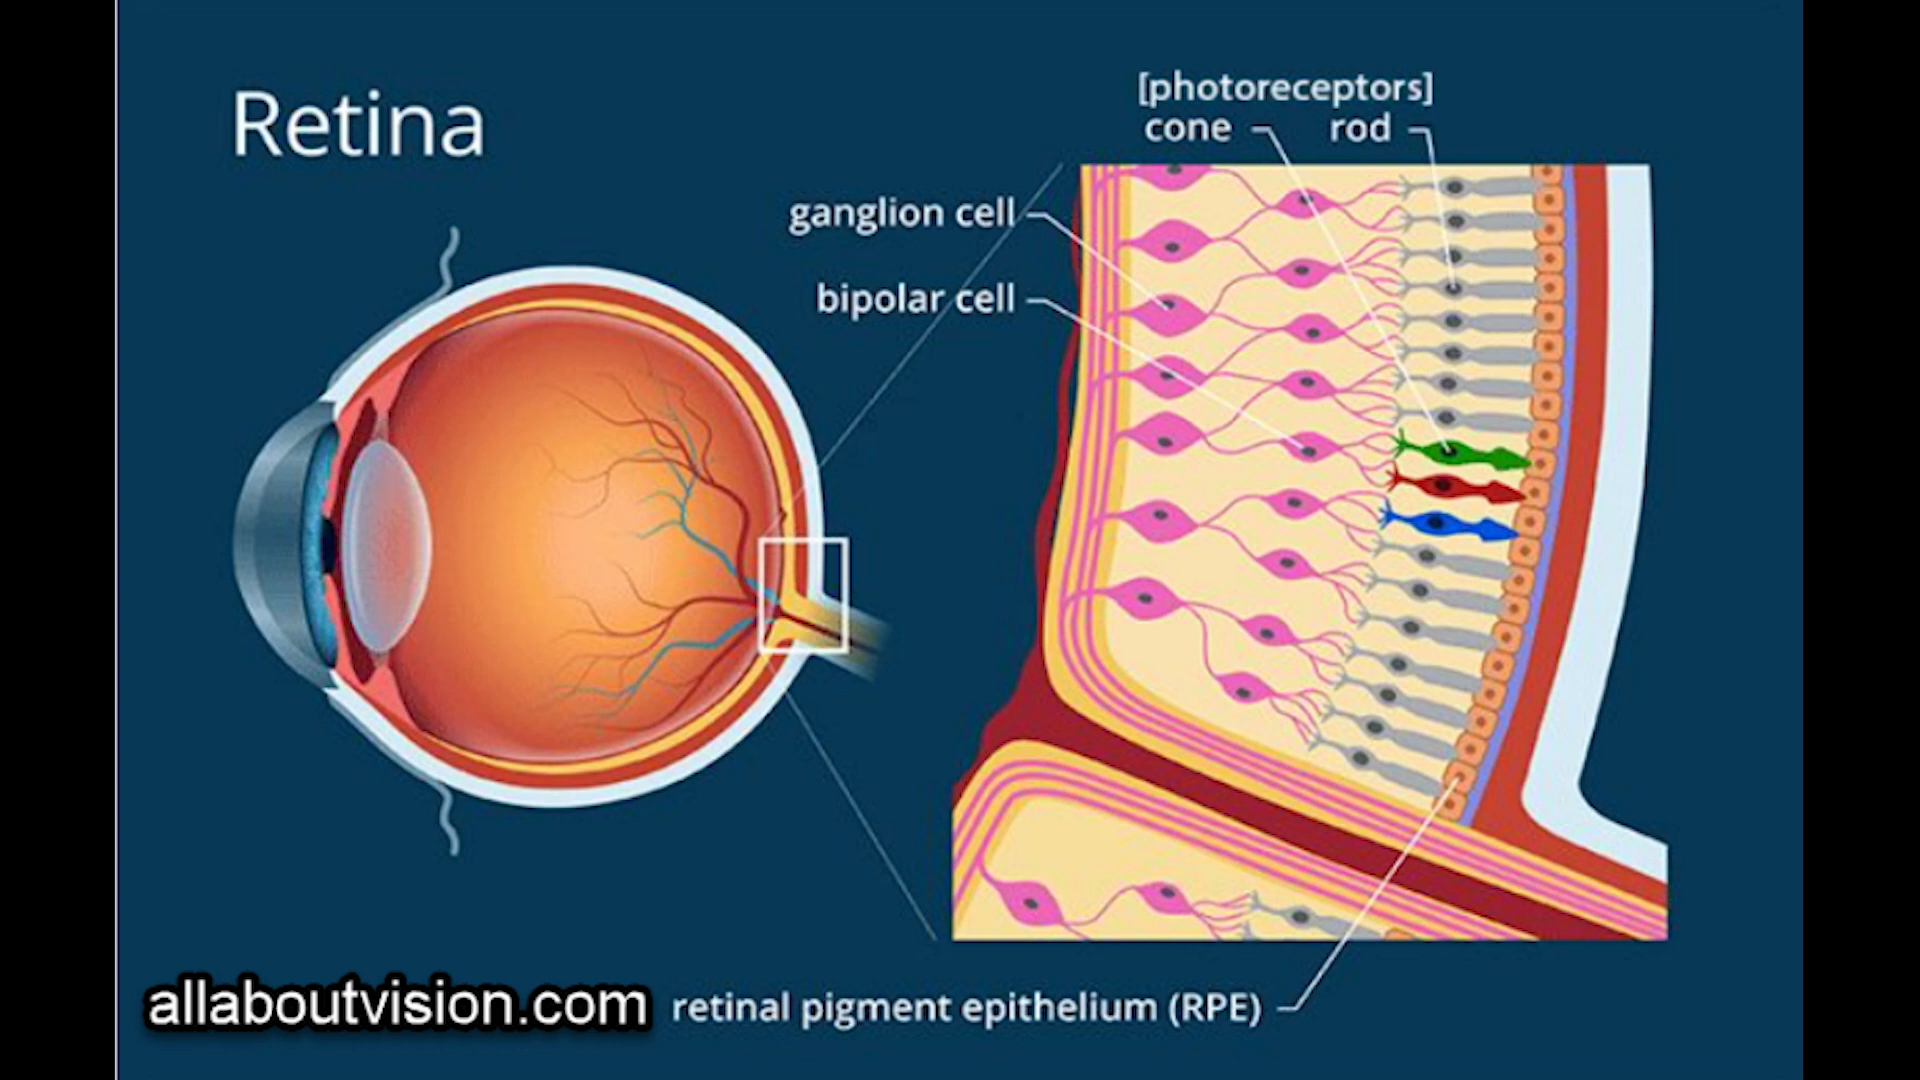 Retina
[photoreceptors]
cone rod
ganglion cell
bipolar cell
allaboutvision.com
retinal pigment epithelium (RPE)